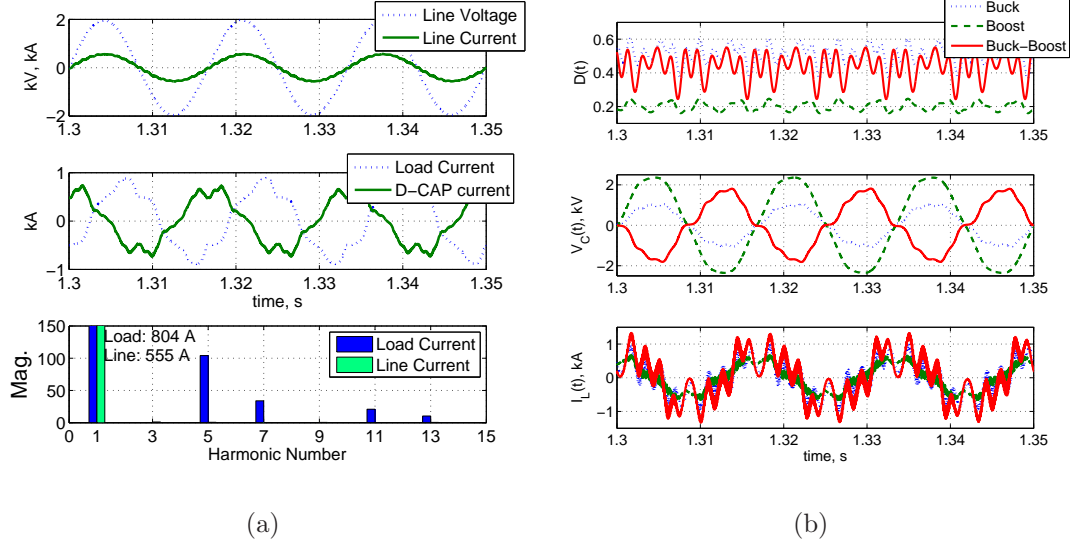 Line Voltage
Line Current
kV, kA
2
0
−2
1.3 1.31 1.32 1.33 1.34 1.35
Load Current
D−CAP current
kA
1
0
−1
1.3 1.31 1.32 1.33 1.34 1.35
time, s
Load: 804 A
Line: 555 A
Load Current
Line Current
Mag.
150
100
50
0
0 1 3 5 7 9 11 13 15
Harmonic Number
(a)
Buck
Boost
Buck−Boost
D(t)
0.6
0.4
0.2
1.3 1.31 1.32 1.33 1.34 1.35
V_C(t), kV
2
0
−2
1.3 1.31 1.32 1.33 1.34 1.35
I_L(t), kA
1
0
−1
1.3 1.31 1.32 1.33 1.34 1.35
time, s
(b)